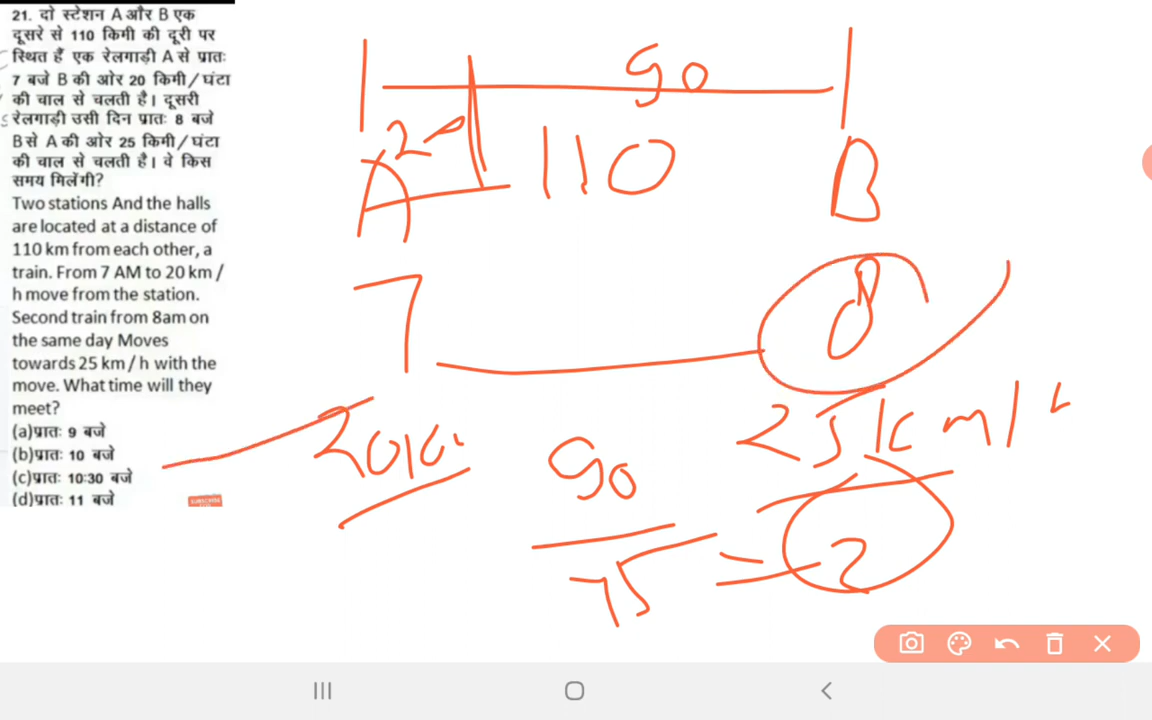 21. दो स्टेशन A और B एक
दूसरे से 110 किमी की दूरी पर
स्थित हैं एक रेलगाड़ी A से प्रातः
7 बजे B की ओर 20 किमी/घंटा
की चाल से चलती है। दूसरी
रेलगाड़ी उसी दिन प्रातः 8 बजे
B से A की ओर 25 किमी/घंटा
की चाल से चलती है। वे किस
समय मिलेंगी?
Two stations And the halls
are located at a distance of
110 km from each other, a
train. From 7 AM to 20 km /
h move from the station.
Second train from 8am on
the same day Moves
towards 25 km / h with the
move. What time will they
meet?
(a)प्रातः 9 बजे
(b)प्रातः 10 बजे
(c)प्रातः 10:30 बजे
(d)प्रातः 11 बजे
SUBSCRIBE
90
20
110
A
B
7
8
25 km/h
90
45
= 2